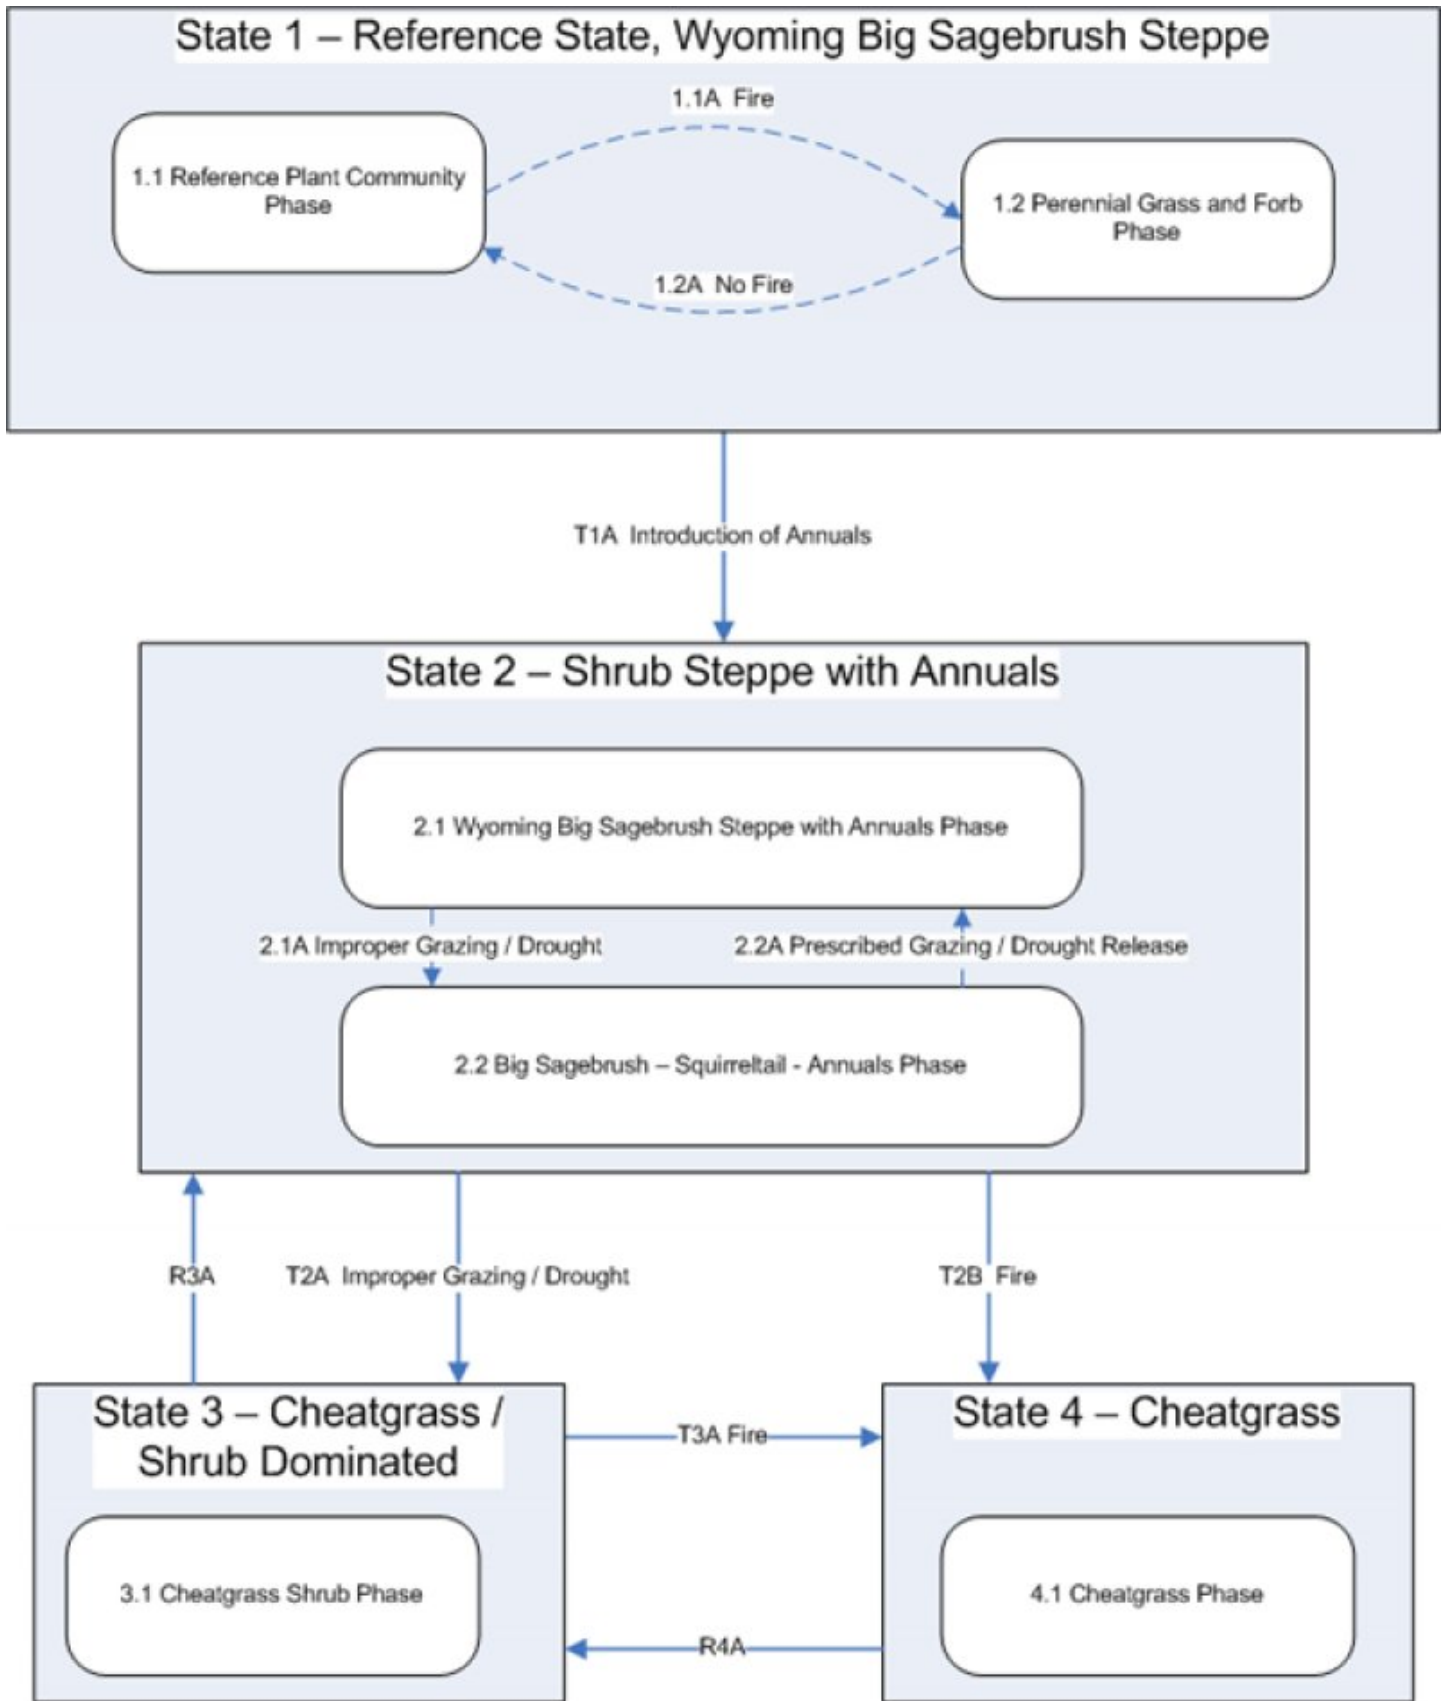 State 1 – Reference State, Wyoming Big Sagebrush Steppe
1.1A  Fire
1.1 Reference Plant Community
Phase
1.2 Perennial Grass and Forb
Phase
1.2A  No Fire
T1A  Introduction of Annuals
State 2 – Shrub Steppe with Annuals
2.1 Wyoming Big Sagebrush Steppe with Annuals Phase
2.1A Improper Grazing / Drought
2.2A Prescribed Grazing / Drought Release
2.2 Big Sagebrush – Squirreltail - Annuals Phase
R3A
T2A  Improper Grazing / Drought
T2B  Fire
State 3 – Cheatgrass /
Shrub Dominated
T3A Fire
State 4 – Cheatgrass
3.1 Cheatgrass Shrub Phase
4.1 Cheatgrass Phase
R4A